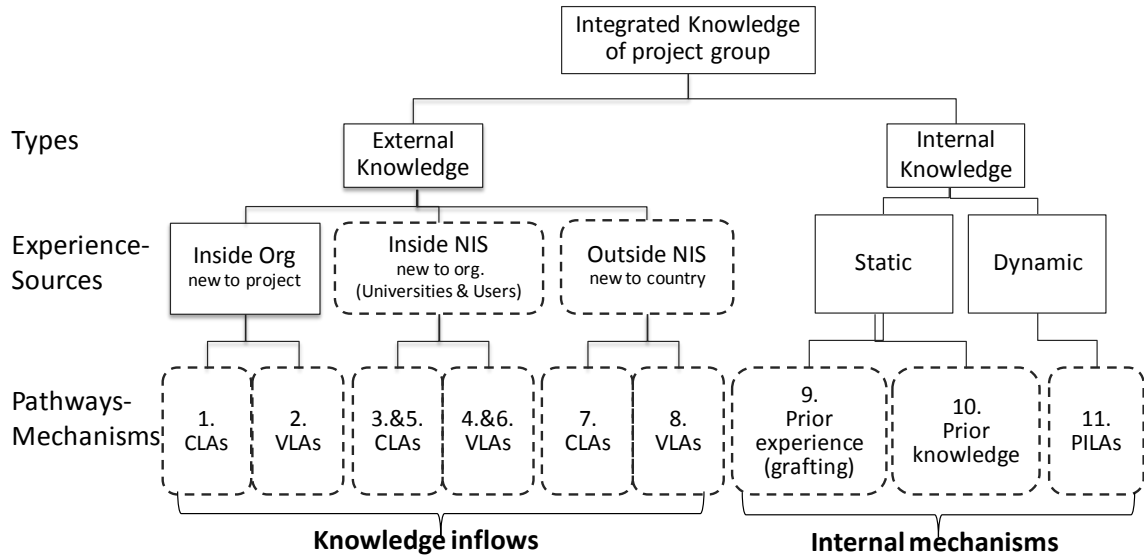 Integrated Knowledge
of project group
Types
External
Knowledge
Internal
Knowledge
Experience-
Sources
Inside Org
new to project
Inside NIS
new to org.
(Universities & Users)
Outside NIS
new to country
Static
Dynamic
Pathways-
Mechanisms
1.
CLAs
2.
VLAs
3.&5.
CLAs
4.&6.
VLAs
7.
CLAs
8.
VLAs
9.
Prior
experience
(grafting)
10.
Prior
knowledge
11.
PILAs
Knowledge inflows
Internal mechanisms